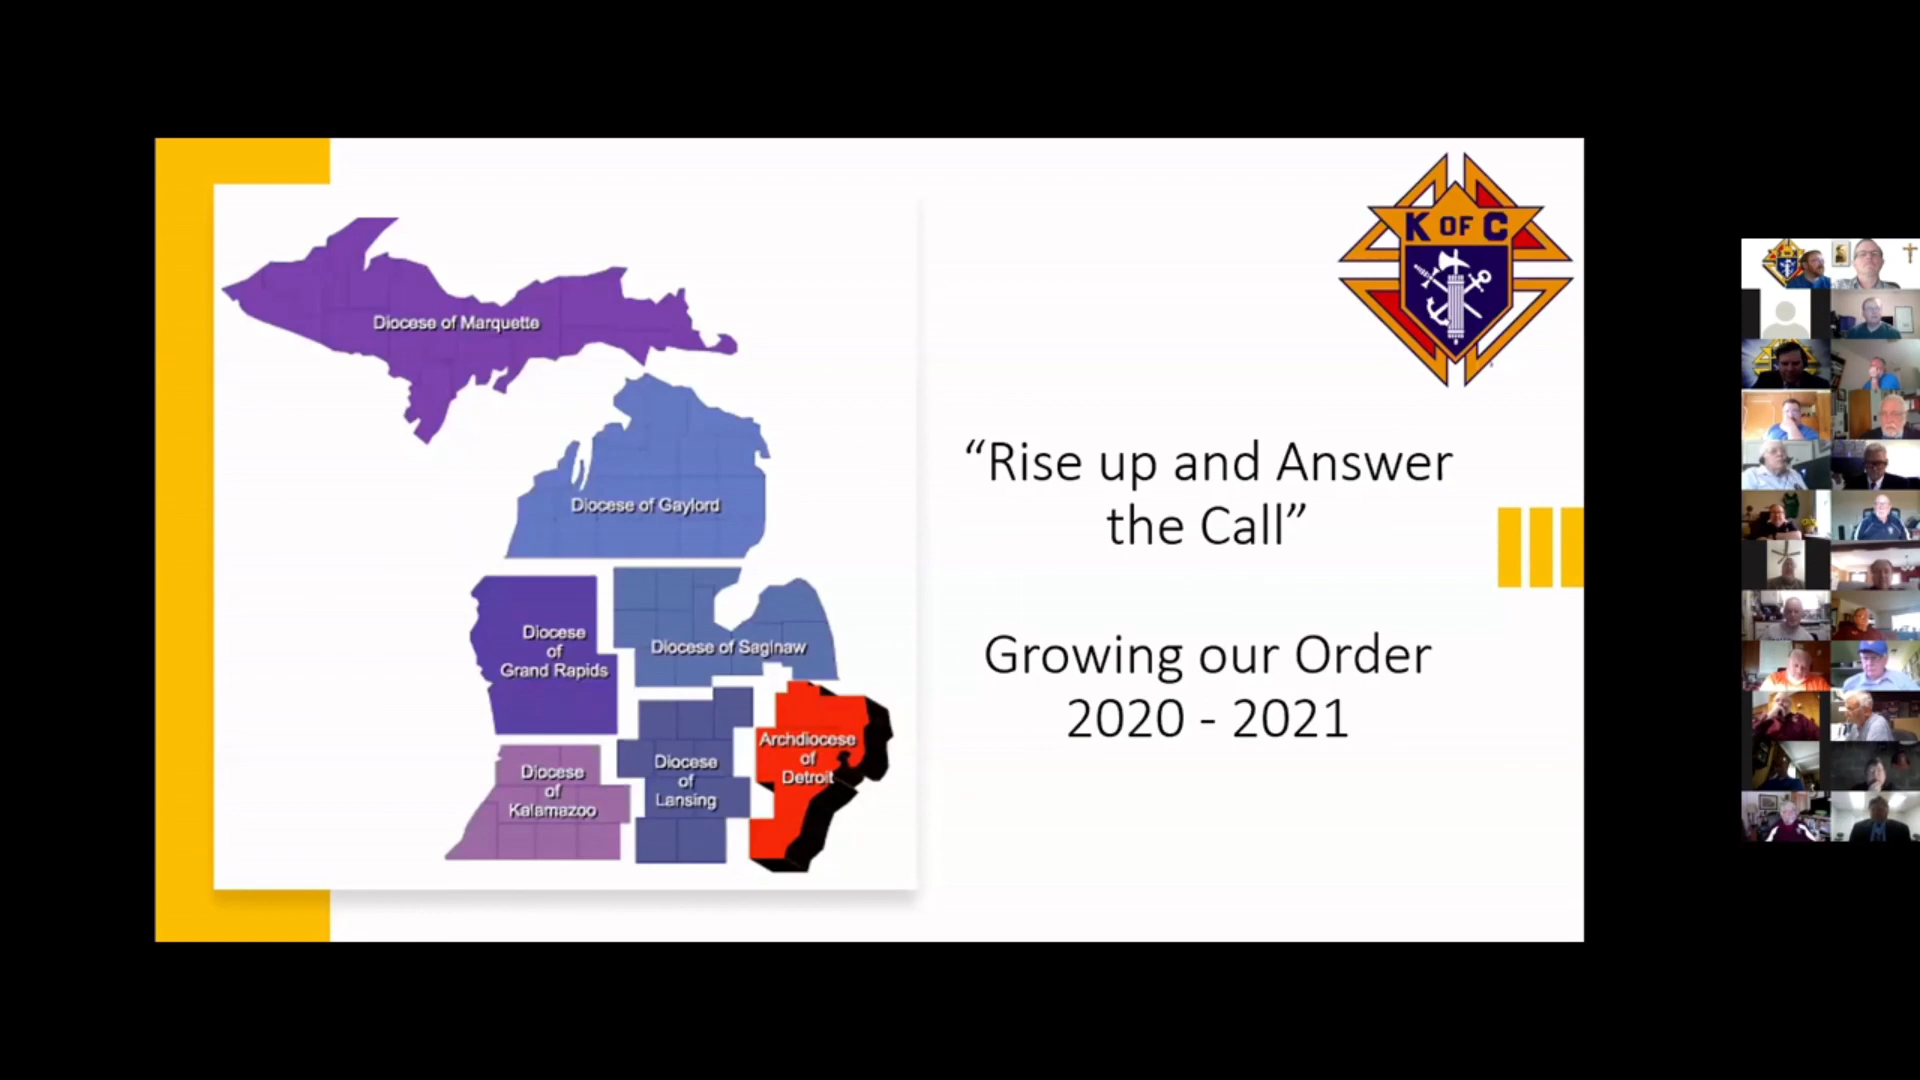 K OF C
Diocese of Marquette
Diocese of Gaylord
Diocese
of
Grand Rapids
Diocese of Saginaw
Diocese
of
Kalamazoo
Diocese
of
Lansing
Archdiocese
of
Detroit
“Rise up and Answer
the Call”
Growing our Order
2020 - 2021